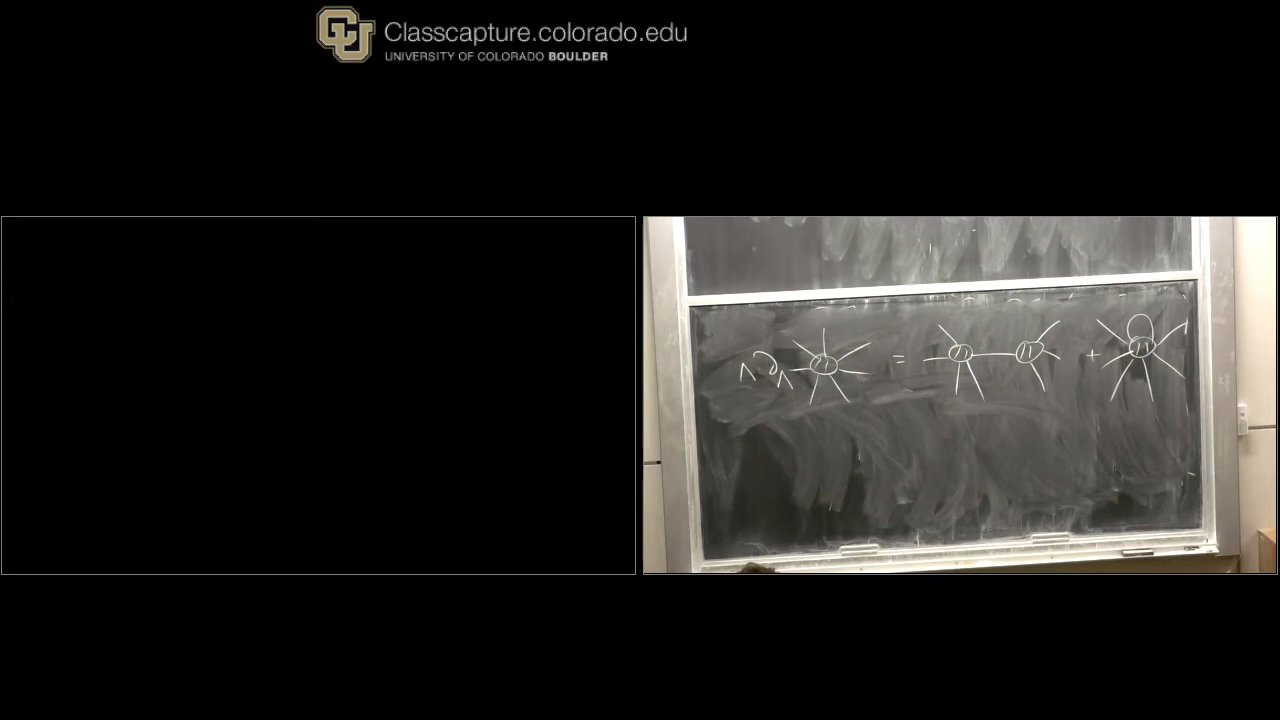 Classcapture.colorado.edu
UNIVERSITY OF COLORADO BOULDER
Λ∂Λ = +